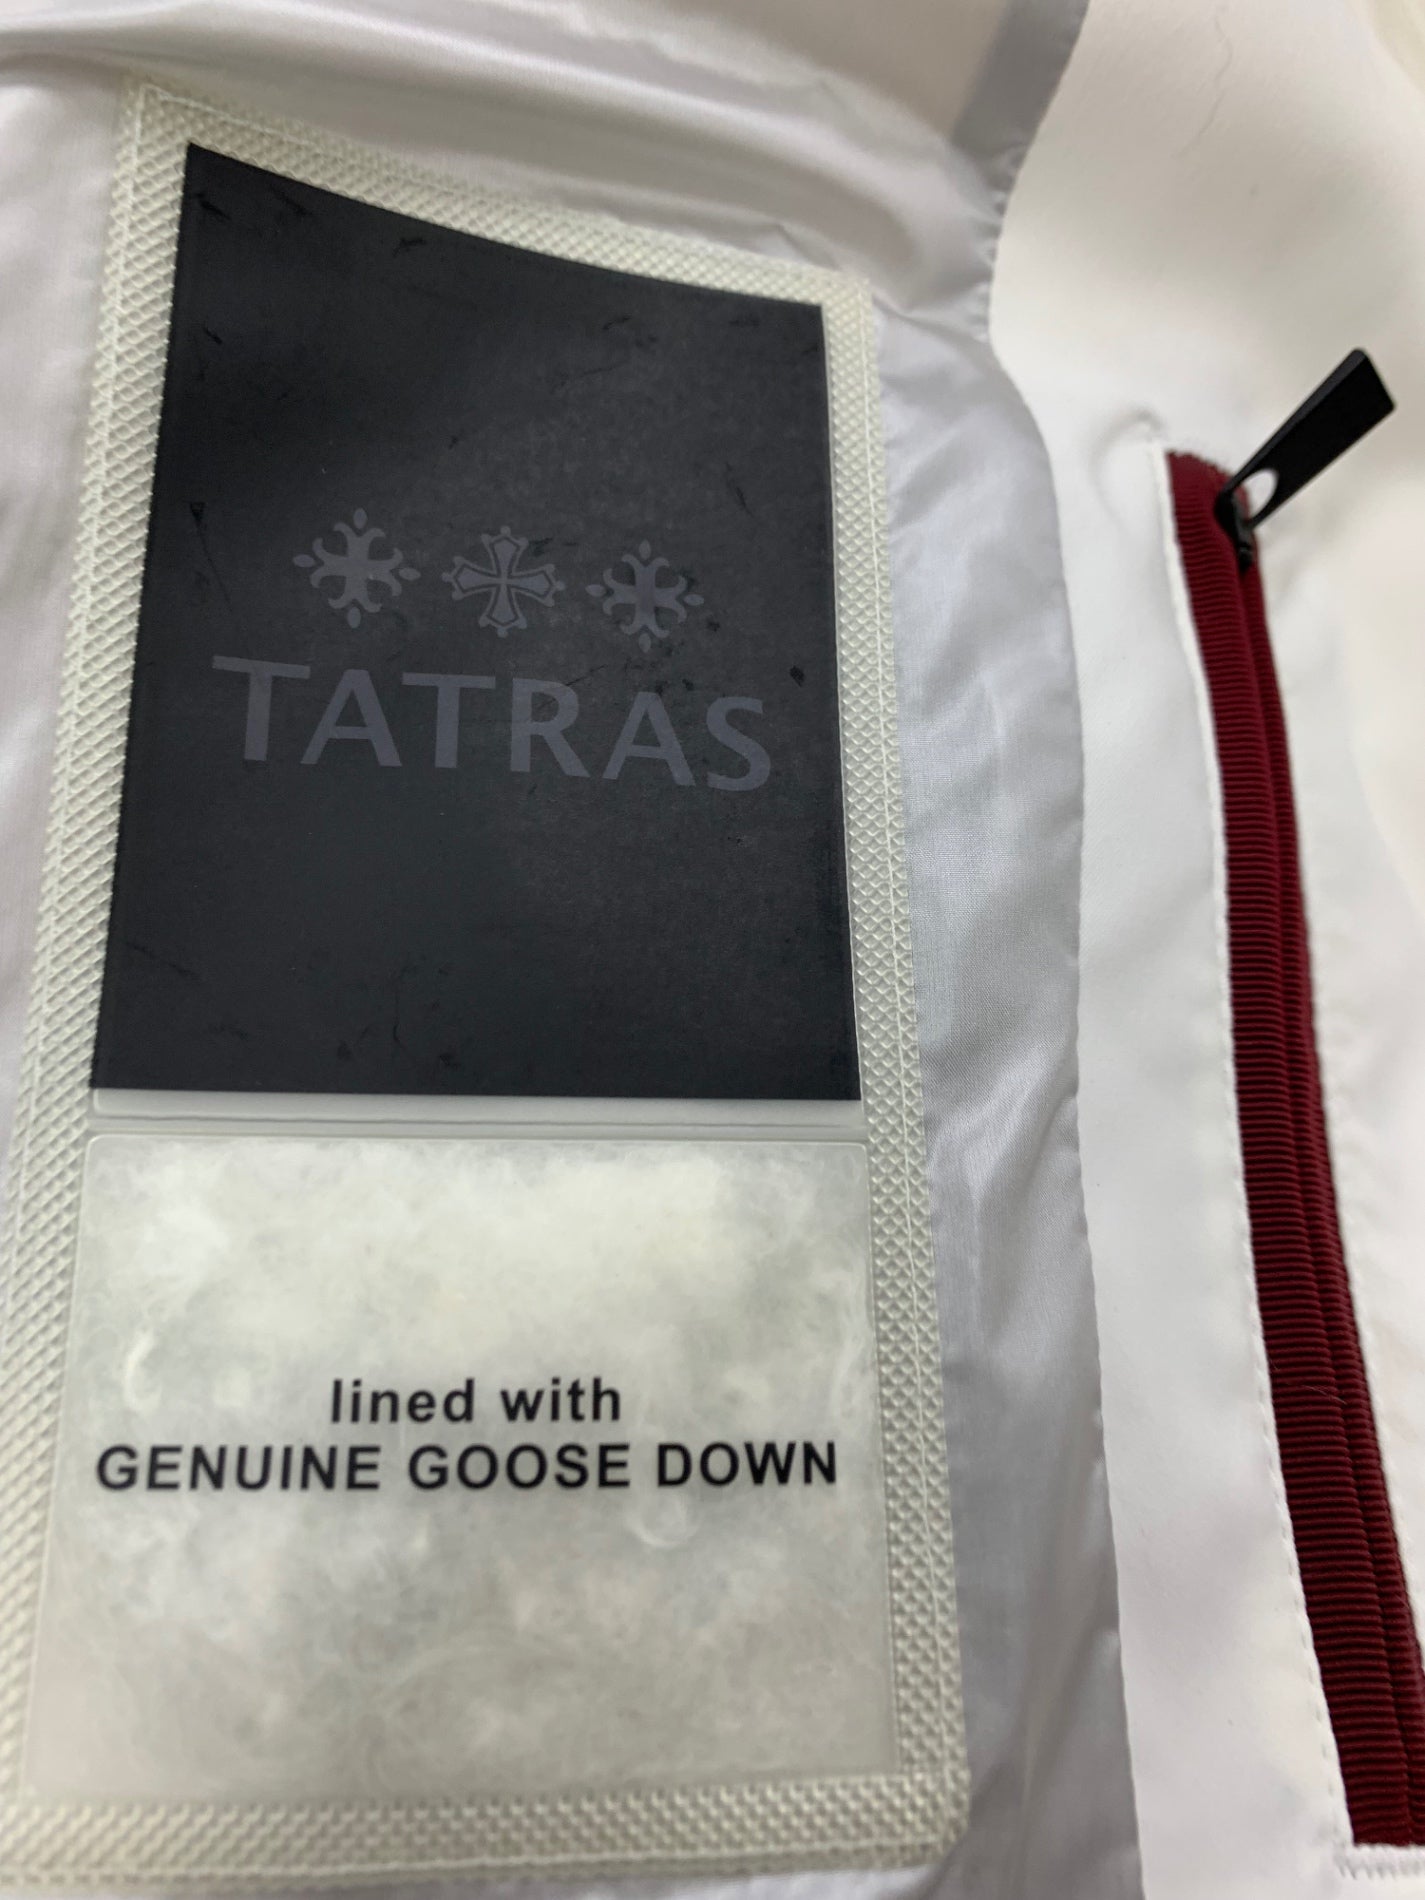 TATRAS
lined with
GENUINE GOOSE DOWN